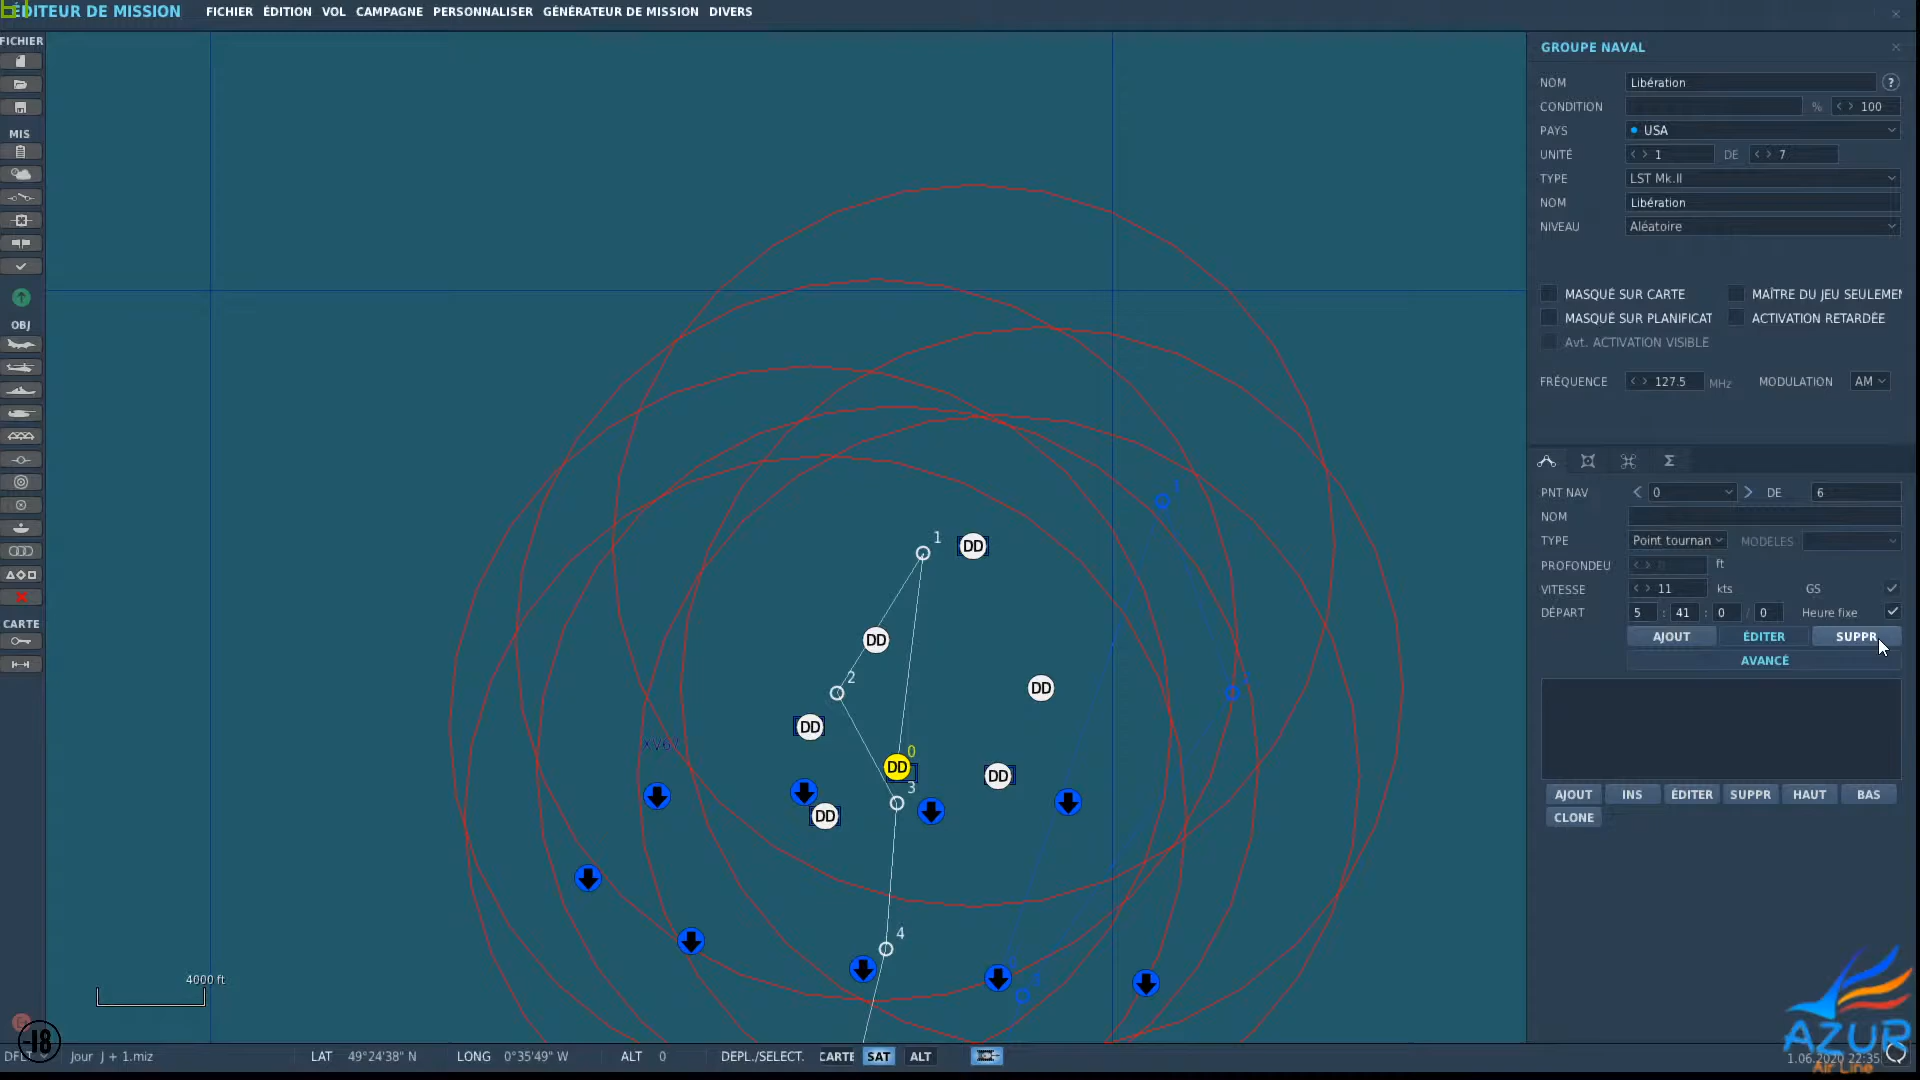 ÉDITEUR DE MISSION
FICHIER ÉDITION VOL CAMPAGNE PERSONNALISER GÉNÉRATEUR DE MISSION DIVERS
FICHIER
MIS
OBJ
CARTE
1
DD
DD
2
DD
DD
0
DD
DD
3
DD
4
4000 ft
-18
GROUPE NAVAL
NOM Libération ?
CONDITION % < > 100
PAYS USA
UNITÉ < > 1 DE < > 7
TYPE LST Mk.II
NOM Libération
NIVEAU Aléatoire
MASQUÉ SUR CARTE MAÎTRE DU JEU SEULEMEN
MASQUÉ SUR PLANIFICAT ACTIVATION RETARDÉE
Avt. ACTIVATION VISIBLE
FRÉQUENCE < > 127.5 MHz MODULATION AM
Σ
PNT NAV < 0 > DE 6
NOM
TYPE Point tournan MODÈLES
PROFONDEU < > ft
VITESSE < > 11 kts GS
DÉPART 5 : 41 : 0 / 0 Heure fixe
AJOUT ÉDITER SUPPR
AVANCÉ
AJOUT INS ÉDITER SUPPR HAUT BAS
CLONE
Jour J + 1.miz LAT 49°24'38" N LONG 0°35'49" W ALT 0 DEPL./SELECT. CARTE SAT ALT
1.06.2020 22:35
AZUR
Air Line